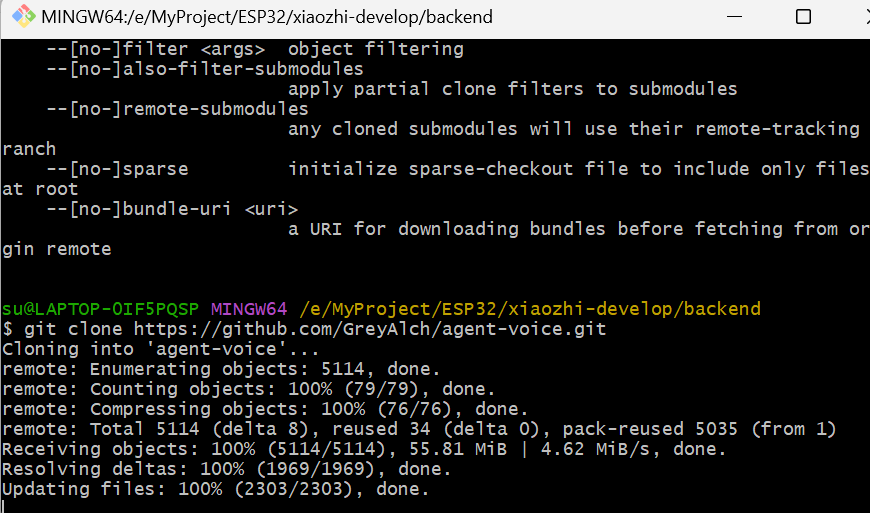 MINGW64:/e/MyProject/ESP32/xiaozhi-develop/backend
--[no-]filter <args>  object filtering
--[no-]also-filter-submodules
apply partial clone filters to submodules
--[no-]remote-submodules
any cloned submodules will use their remote-tracking
ranch
--[no-]sparse         initialize sparse-checkout file to include only files
at root
--[no-]bundle-uri <uri>
a URI for downloading bundles before fetching from or
gin remote
su@LAPTOP-0IF5PQSP MINGW64 /e/MyProject/ESP32/xiaozhi-develop/backend
$ git clone https://github.com/GreyAlch/agent-voice.git
Cloning into 'agent-voice'...
remote: Enumerating objects: 5114, done.
remote: Counting objects: 100% (79/79), done.
remote: Compressing objects: 100% (76/76), done.
remote: Total 5114 (delta 8), reused 34 (delta 0), pack-reused 5035 (from 1)
Receiving objects: 100% (5114/5114), 55.81 MiB | 4.62 MiB/s, done.
Resolving deltas: 100% (1969/1969), done.
Updating files: 100% (2303/2303), done.